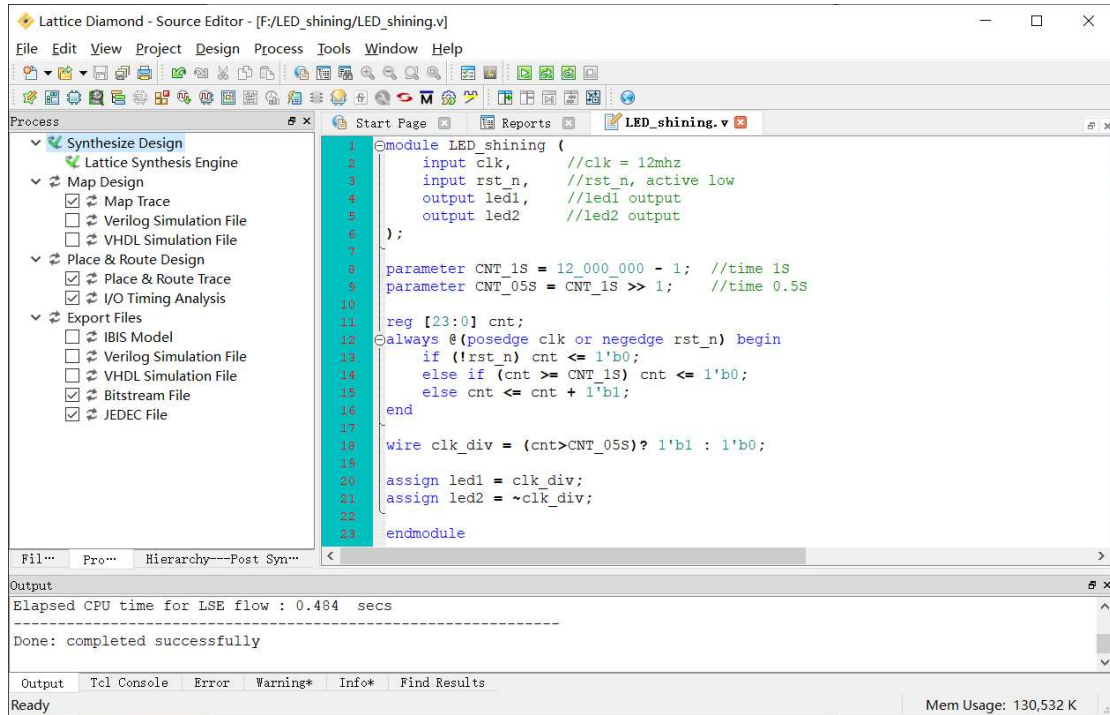 Lattice Diamond - Source Editor - [F:/LED_shining/LED_shining.v]
File Edit View Project Design Process Tools Window Help
Process
Start Page Reports LED_shining.v
Synthesize Design
Lattice Synthesis Engine
Map Design
Map Trace
Verilog Simulation File
VHDL Simulation File
Place & Route Design
Place & Route Trace
I/O Timing Analysis
Export Files
IBIS Model
Verilog Simulation File
VHDL Simulation File
Bitstream File
JEDEC File
Fil··· Pro··· Hierarchy---Post Syn···
1 module LED_shining (
2 input clk, //clk = 12mhz
3 input rst_n, //rst_n, active low
4 output led1, //led1 output
5 output led2 //led2 output
6 );
7
8 parameter CNT_1S = 12_000_000 - 1; //time 1S
9 parameter CNT_05S = CNT_1S >> 1; //time 0.5S
10
11 reg [23:0] cnt;
12 always @(posedge clk or negedge rst_n) begin
13 if (!rst_n) cnt <= 1'b0;
14 else if (cnt >= CNT_1S) cnt <= 1'b0;
15 else cnt <= cnt + 1'b1;
16 end
17
18 wire clk_div = (cnt>CNT_05S)? 1'b1 : 1'b0;
19
20 assign led1 = clk_div;
21 assign led2 = ~clk_div;
22
23 endmodule
Output
Elapsed CPU time for LSE flow : 0.484 secs
--------------------------------------------------------------
Done: completed successfully
Output Tcl Console Error Warning* Info* Find Results
Ready Mem Usage: 130,532 K